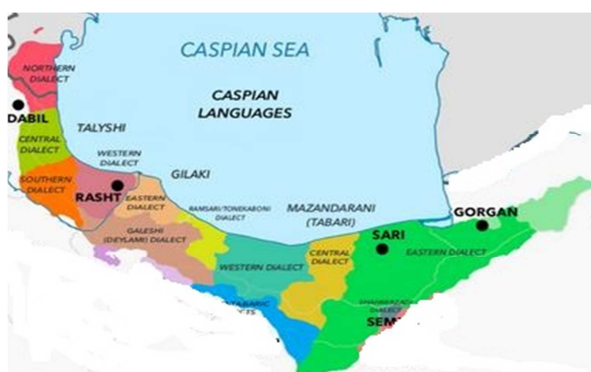 CASPIAN SEA
CASPIAN
LANGUAGES
NORTHERN
DIALECT
DABIL
TALYSHI
CENTRAL
DIALECT
WESTERN
DIALECT
GILAKI
SOUTHERN
DIALECT
RASHT
EASTERN
DIALECT
RAMSARI/TONEKABONI
DIALECT
MAZANDARANI
(TABARI)
GORGAN
GALESHI
(DEYLAMI) DIALECT
SARI
EASTERN DIALECT
CENTRAL
DIALECT
WESTERN DIALECT
DIALECT
SEM